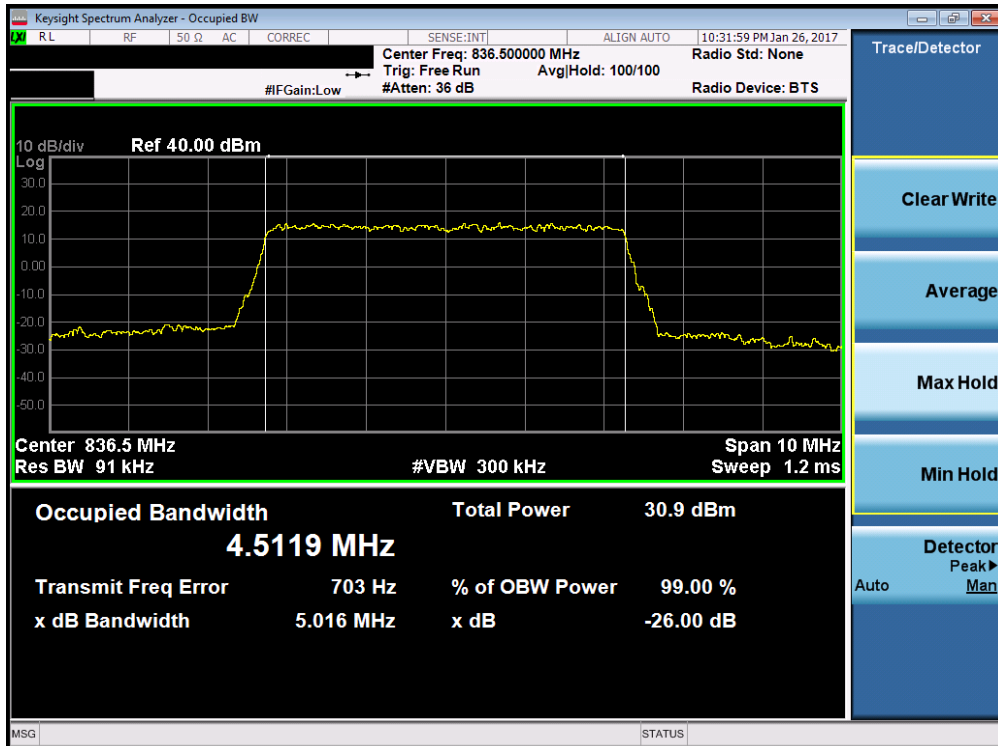 Keysight Spectrum Analyzer - Occupied BW
LXI RL RF 50 Ω AC CORREC SENSE:INT ALIGN AUTO 10:31:59 PM Jan 26, 2017
Center Freq: 836.500000 MHz Radio Std: None
Trig: Free Run Avg|Hold: 100/100
#IFGain:Low #Atten: 36 dB Radio Device: BTS
Trace/Detector
10 dB/div Ref 40.00 dBm
Log
30.0
20.0
10.0
0.00
-10.0
-20.0
-30.0
-40.0
-50.0
Center 836.5 MHz Span 10 MHz
Res BW 91 kHz #VBW 300 kHz Sweep 1.2 ms
Occupied Bandwidth Total Power 30.9 dBm
4.5119 MHz
Transmit Freq Error 703 Hz % of OBW Power 99.00 %
x dB Bandwidth 5.016 MHz x dB -26.00 dB
Clear Write
Average
Max Hold
Min Hold
Detector
Peak▶
Auto Man
MSG STATUS